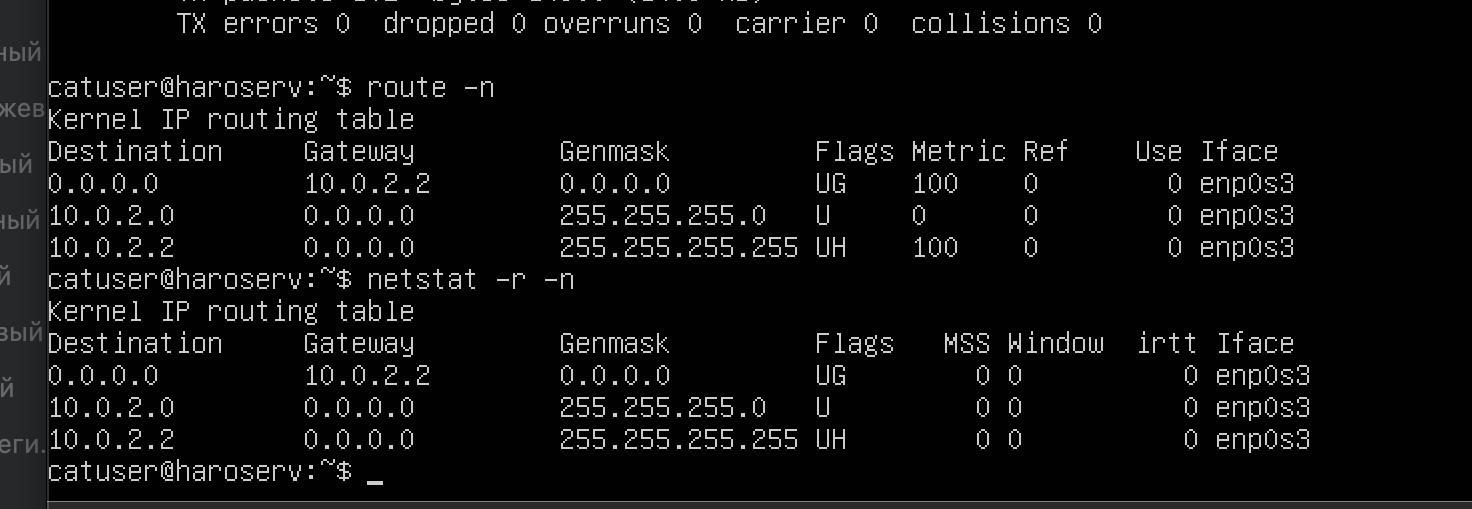 TX errors 0  dropped 0 overruns 0  carrier 0  collisions 0
catuser@haroserv:~$ route -n
Kernel IP routing table
Destination     Gateway         Genmask         Flags Metric Ref    Use Iface
0.0.0.0         10.0.2.2        0.0.0.0         UG    100    0        0 enp0s3
10.0.2.0        0.0.0.0         255.255.255.0   U     0      0        0 enp0s3
10.0.2.2        0.0.0.0         255.255.255.255 UH    100    0        0 enp0s3
catuser@haroserv:~$ netstat -r -n
Kernel IP routing table
Destination     Gateway         Genmask         Flags   MSS Window  irtt Iface
0.0.0.0         10.0.2.2        0.0.0.0         UG        0 0          0 enp0s3
10.0.2.0        0.0.0.0         255.255.255.0   U         0 0          0 enp0s3
10.0.2.2        0.0.0.0         255.255.255.255 UH        0 0          0 enp0s3
catuser@haroserv:~$ _